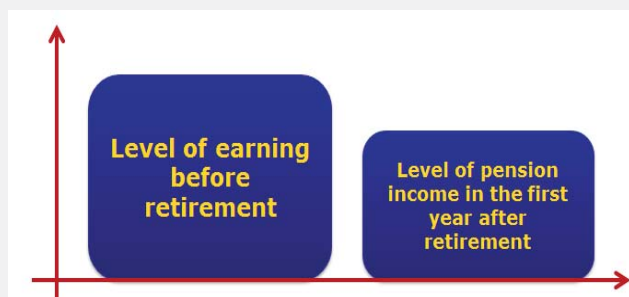 Level of earning
before
retirement
Level of pension
income in the first
year after
retirement